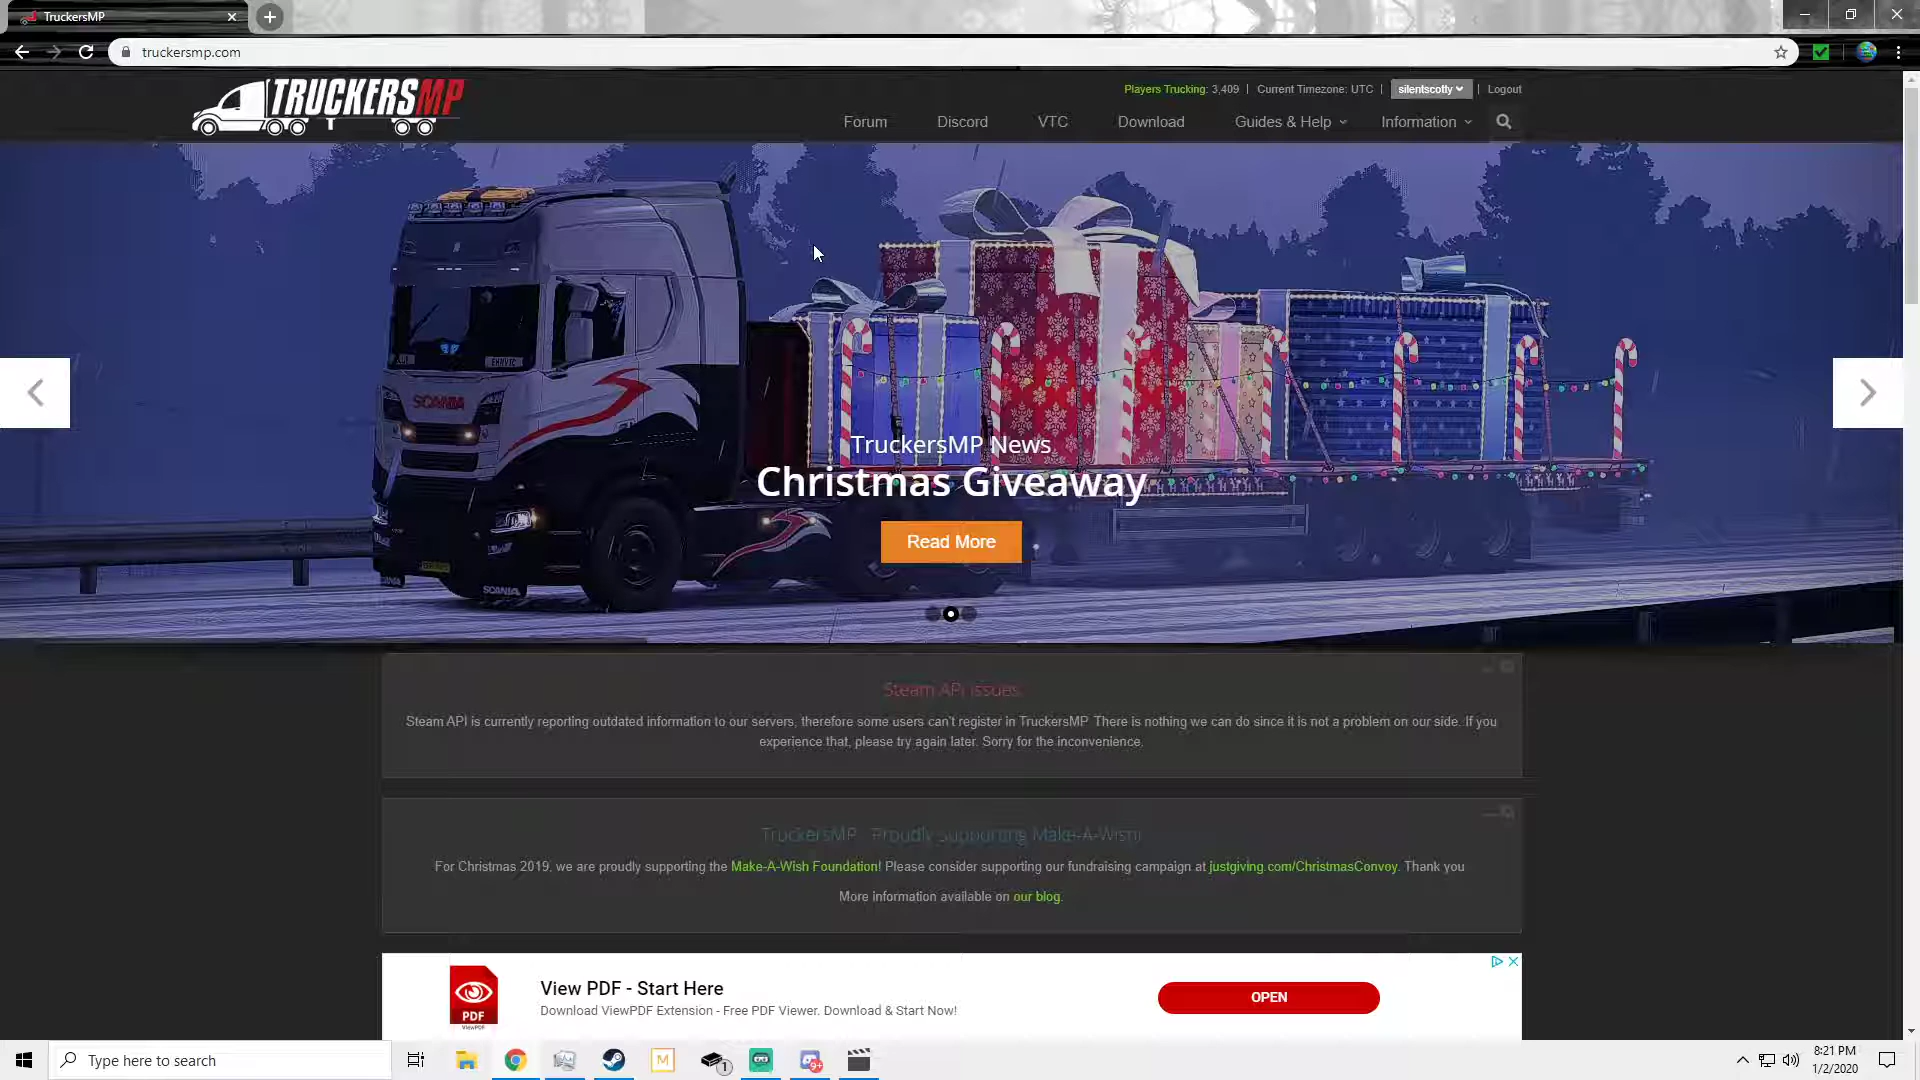 TruckersMP
truckersmp.com
TRUCKERSMP
Players Trucking: 3,409 | Current Timezone: UTC | silentscotty | Logout
Forum Discord VTC Download Guides & Help Information
SCANIA
SCANIA
TruckersMP News
Christmas Giveaway
Read More
Steam API issues
Steam API is currently reporting outdated information to our servers, therefore some users can't register in TruckersMP. There is nothing we can do since it is not a problem on our side. If you
experience that, please try again later. Sorry for the inconvenience.
TruckersMP - Proudly Supporting Make-A-Wish!
For Christmas 2019, we are proudly supporting the Make-A-Wish Foundation! Please consider supporting our fundraising campaign at justgiving.com/ChristmasConvoy. Thank you
More information available on our blog.
PDF
ViewPDF
View PDF - Start Here
Download ViewPDF Extension - Free PDF Viewer. Download & Start Now!
OPEN
Type here to search
M
1
9+
8:21 PM
1/2/2020